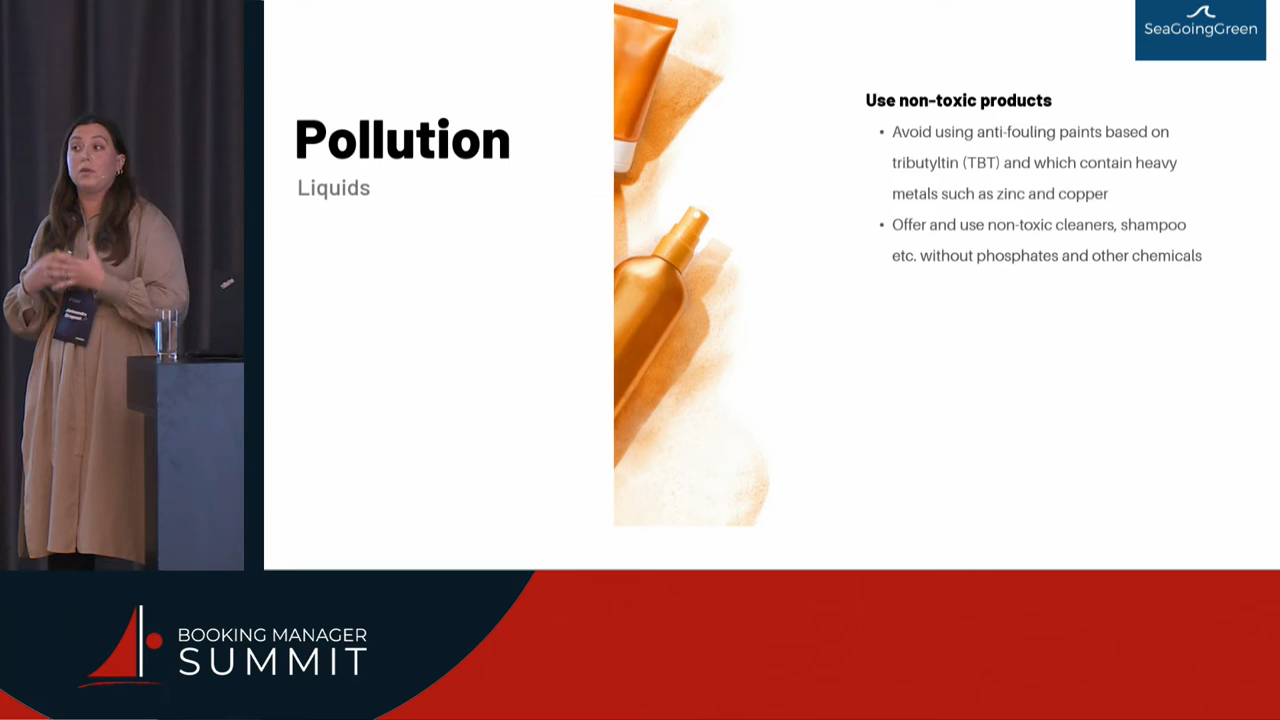 SeaGoingGreen
Pollution
Liquids
Use non-toxic products
• Avoid using anti-fouling paints based on
tributyltin (TBT) and which contain heavy
metals such as zinc and copper
• Offer and use non-toxic cleaners, shampoo
etc. without phosphates and other chemicals
BOOKING MANAGER
SUMMIT